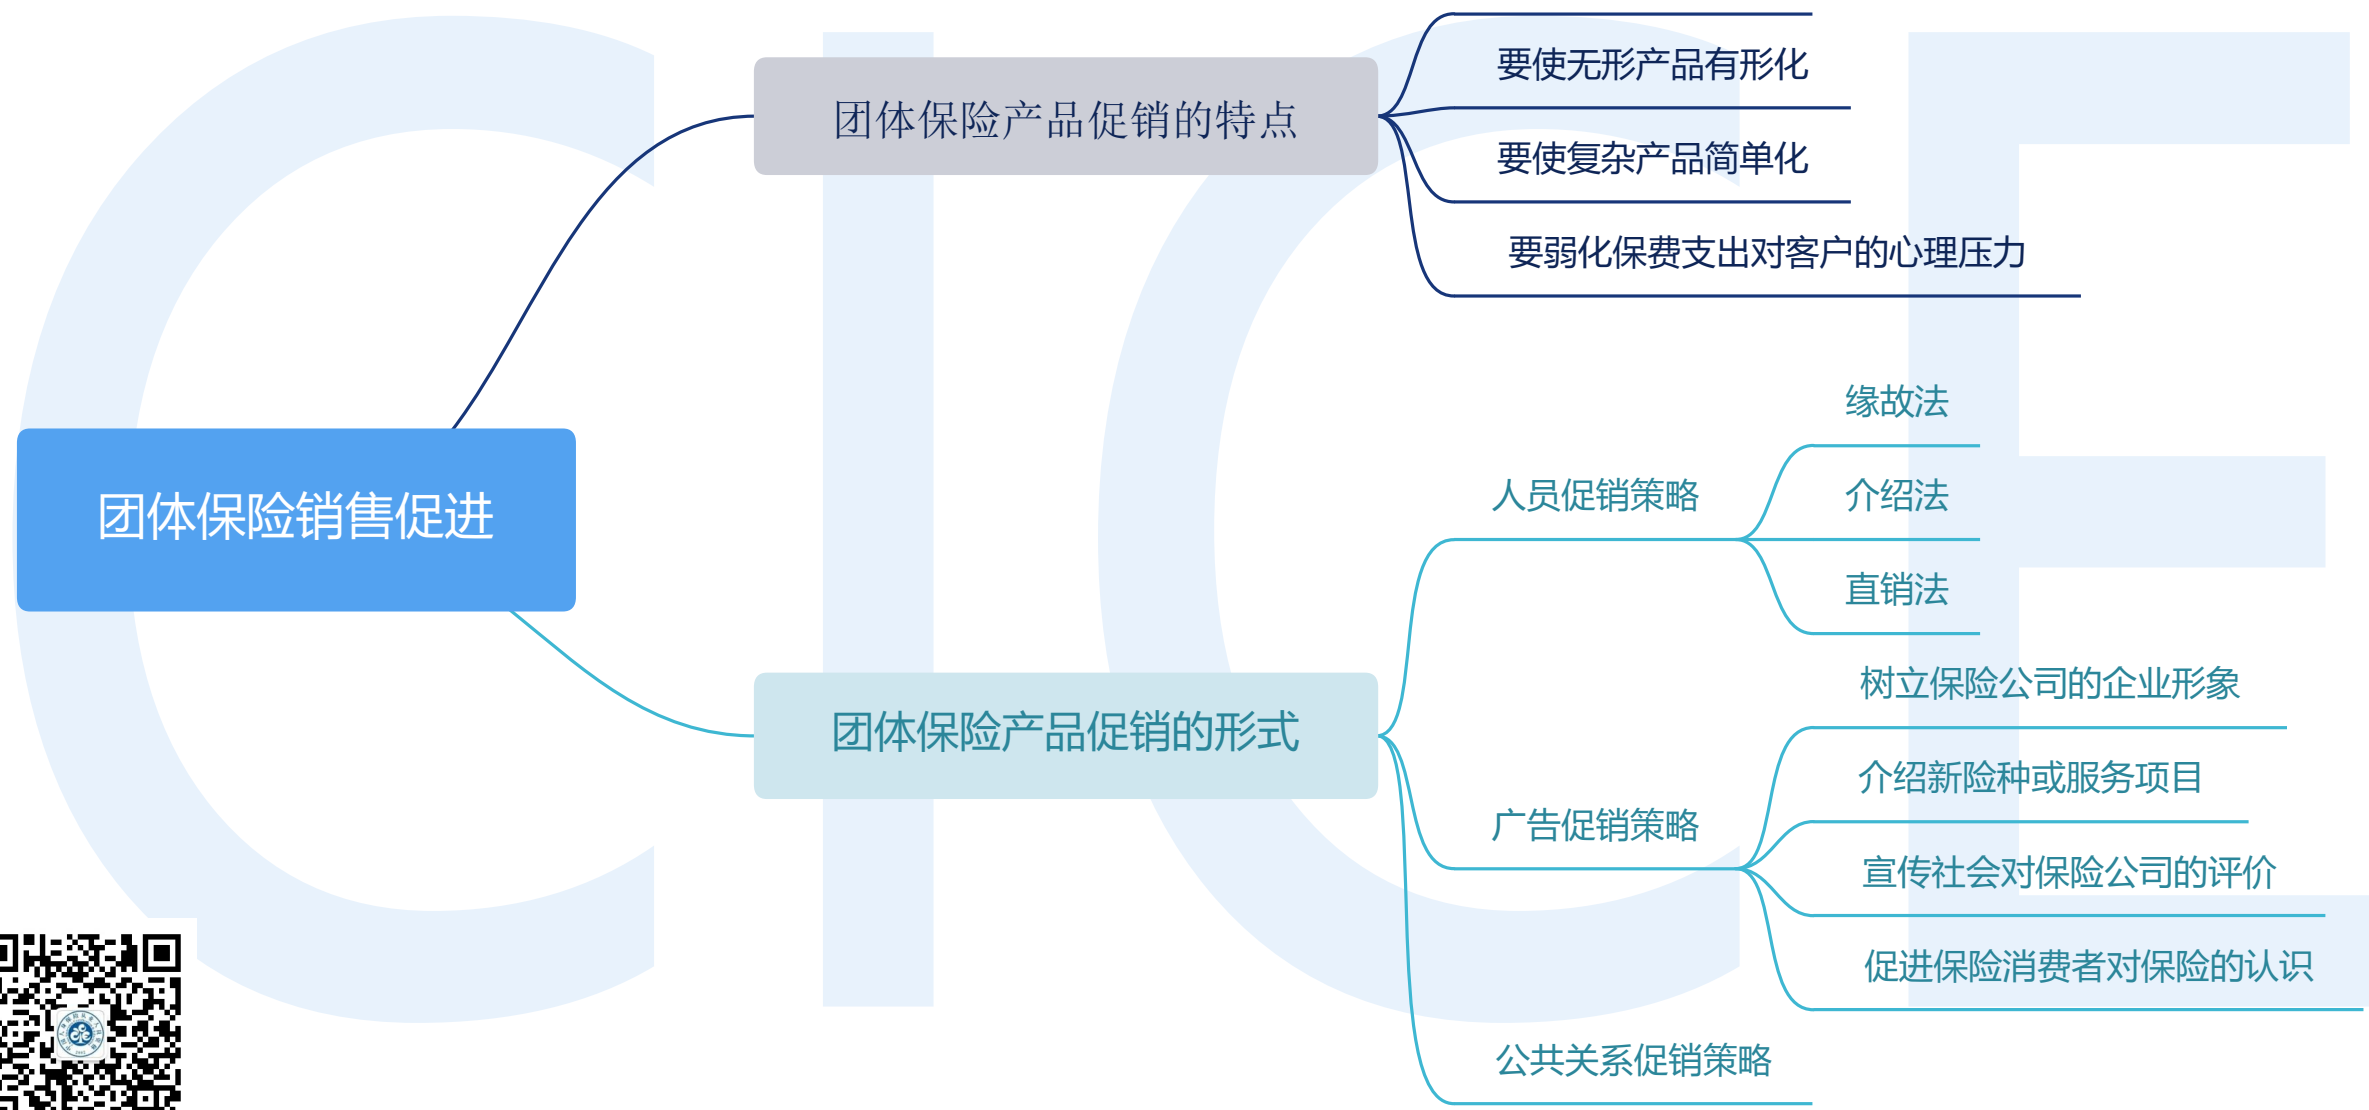 要使无形产品有形化
团体保险产品促销的特点
要使复杂产品简单化
要弱化保费支出对客户的心理压力
缘故法
人员促销策略
介绍法
团体保险销售促进
直销法
树立保险公司的企业形象
团体保险产品促销的形式
介绍新险种或服务项目
广告促销策略
宣传社会对保险公司的评价
促进保险消费者对保险的认识
公共关系促销策略
CICE